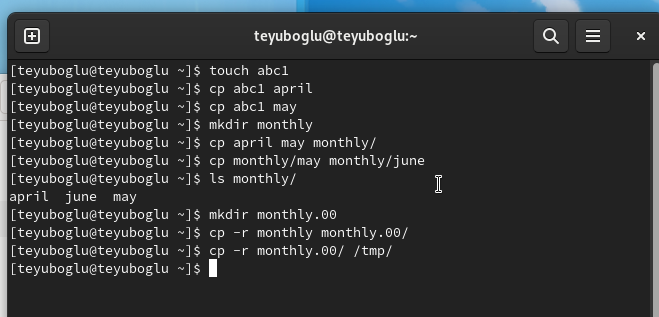 teyuboglu@teyuboglu:~
[teyuboglu@teyuboglu ~]$ touch abc1
[teyuboglu@teyuboglu ~]$ cp abc1 april
[teyuboglu@teyuboglu ~]$ cp abc1 may
[teyuboglu@teyuboglu ~]$ mkdir monthly
[teyuboglu@teyuboglu ~]$ cp april may monthly/
[teyuboglu@teyuboglu ~]$ cp monthly/may monthly/june
[teyuboglu@teyuboglu ~]$ ls monthly/
april  june  may
[teyuboglu@teyuboglu ~]$ mkdir monthly.00
[teyuboglu@teyuboglu ~]$ cp -r monthly monthly.00/
[teyuboglu@teyuboglu ~]$ cp -r monthly.00/ /tmp/
[teyuboglu@teyuboglu ~]$